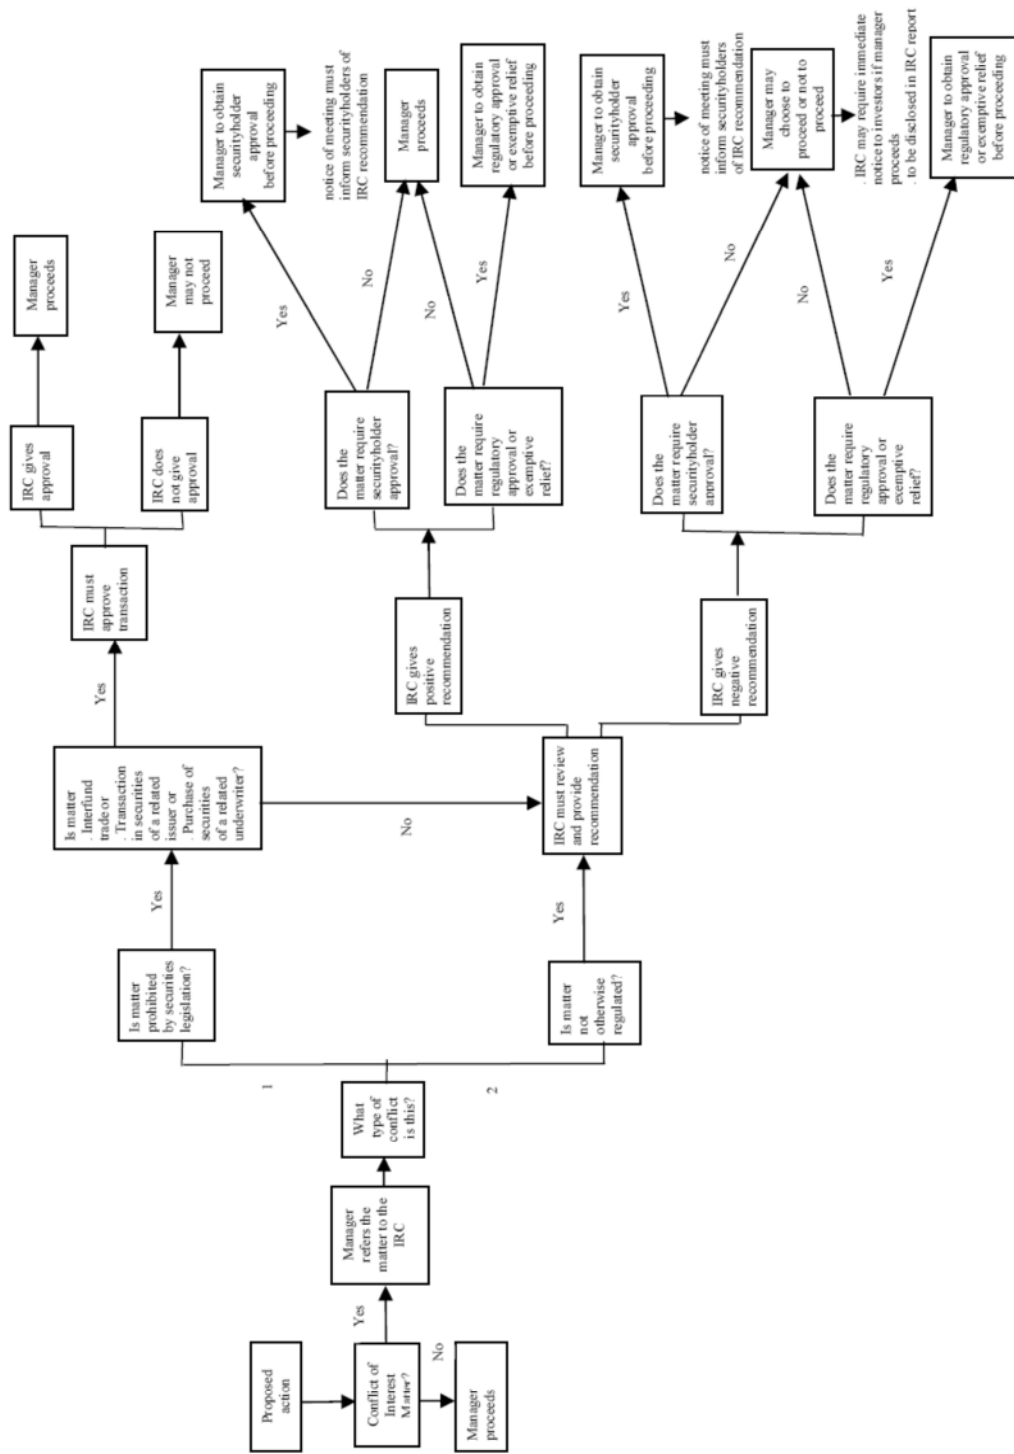 Proposed
action
Conflict of
Interest
Matter?
No
Manager
proceeds
Yes
Manager
refers the
matter to the
IRC
What
type of
conflict
is this?
1
2
Is matter
prohibited
by securities
legislation?
Yes
Is matter
. Interfund
trade or
. Transaction
in securities
of a related
issuer or
. Purchase of
securities
of a related
underwriter?
Yes
IRC must
approve
transaction
IRC gives
approval
Manager
proceeds
IRC does
not give
approval
Manager
may not
proceed
No
Is matter
not
otherwise
regulated?
Yes
IRC must review
and provide
recommendation
IRC gives
positive
recommendation
Does the
matter require
securityholder
approval?
Yes
Manager to obtain
securityholder
approval
before proceeding
notice of meeting must
inform securityholders of
IRC recommendation
No
Manager
proceeds
No
Does the
matter require
regulatory
approval or
exemptive
relief?
Yes
Manager to obtain
regulatory approval
or exemptive relief
before proceeding
IRC gives
negative
recommendation
Does the
matter require
securityholder
approval?
Yes
Manager to obtain
securityholder
approval
before proceeding
notice of meeting must
inform securityholders
of IRC recommendation
No
Manager may
choose to
proceed or not to
proceed
. IRC may require immediate
notice to investors if manager
proceeds
. to be disclosed in IRC report
No
Does the
matter require
regulatory
approval or
exemptive
relief?
Yes
Manager to obtain
regulatory approval
or exemptive relief
before proceeding